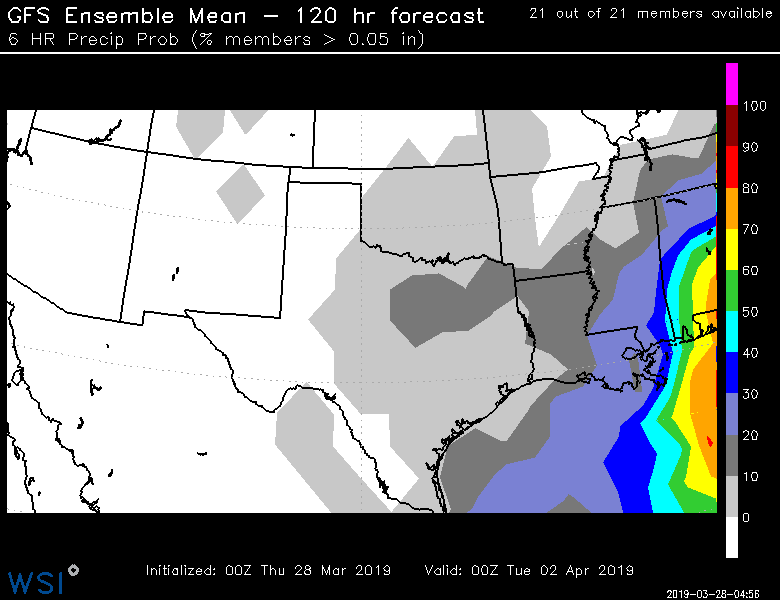 GFS Ensemble Mean – 120 hr forecast
21 out of 21 members available
6 HR Precip Prob (% members > 0.05 in)
100
90
80
70
60
50
40
30
20
10
0
Initialized: 00Z Thu 28 Mar 2019 Valid: 00Z Tue 02 Apr 2019
WSI
2019-03-28-04:56